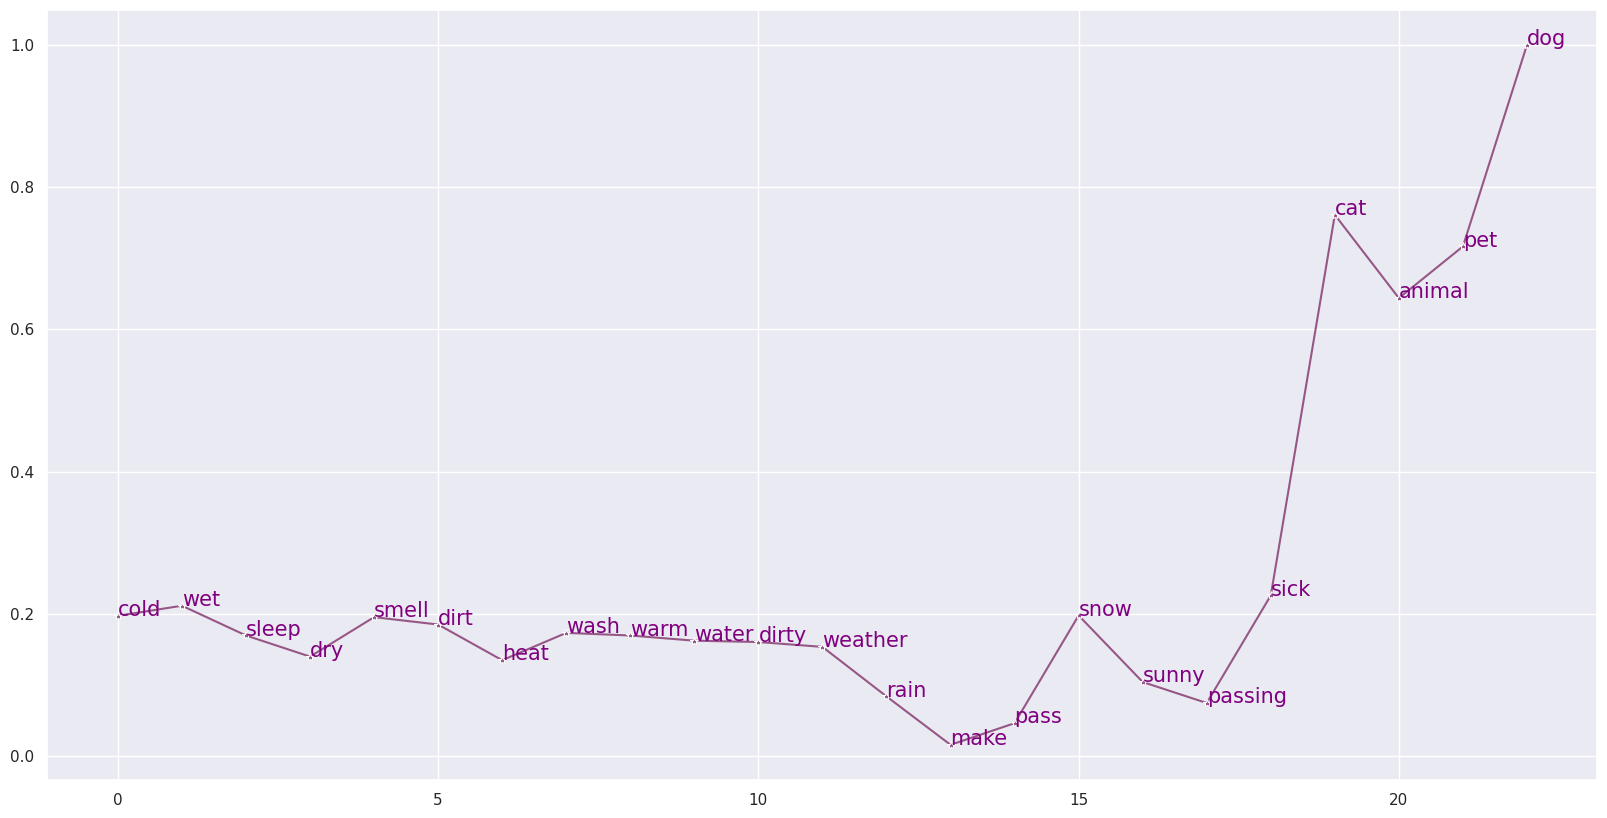 1.0
0.8
0.6
0.4
0.2
0.0
cold
wet
sleep
dry
smell
dirt
heat
wash
warm
water
dirty
weather
rain
make
pass
snow
sunny
passing
sick
cat
animal
pet
dog
0
5
10
15
20